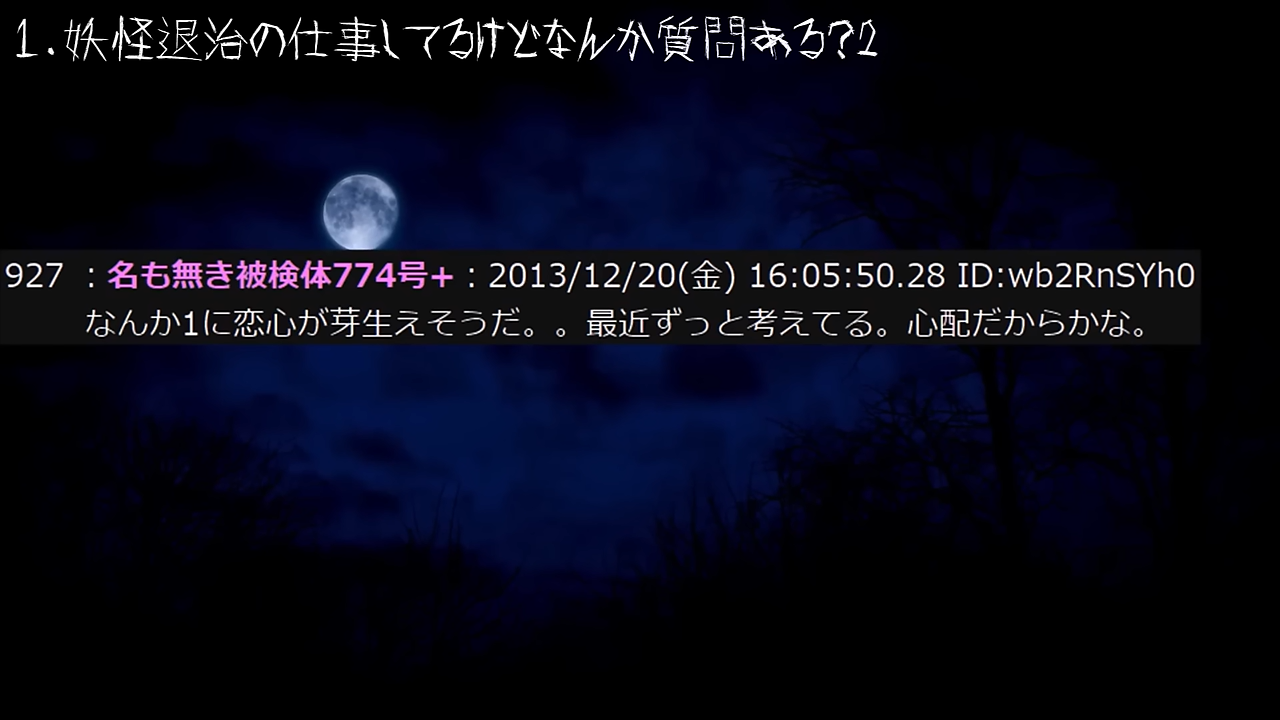 1.妖怪退治の仕事してるけどなんか質問ある?2
927 :名も無き被検体774号+:2013/12/20(金) 16:05:50.28 ID:wb2RnSYh0
なんか1に恋心が芽生えそうだ。。最近ずっと考えてる。心配だからかな。